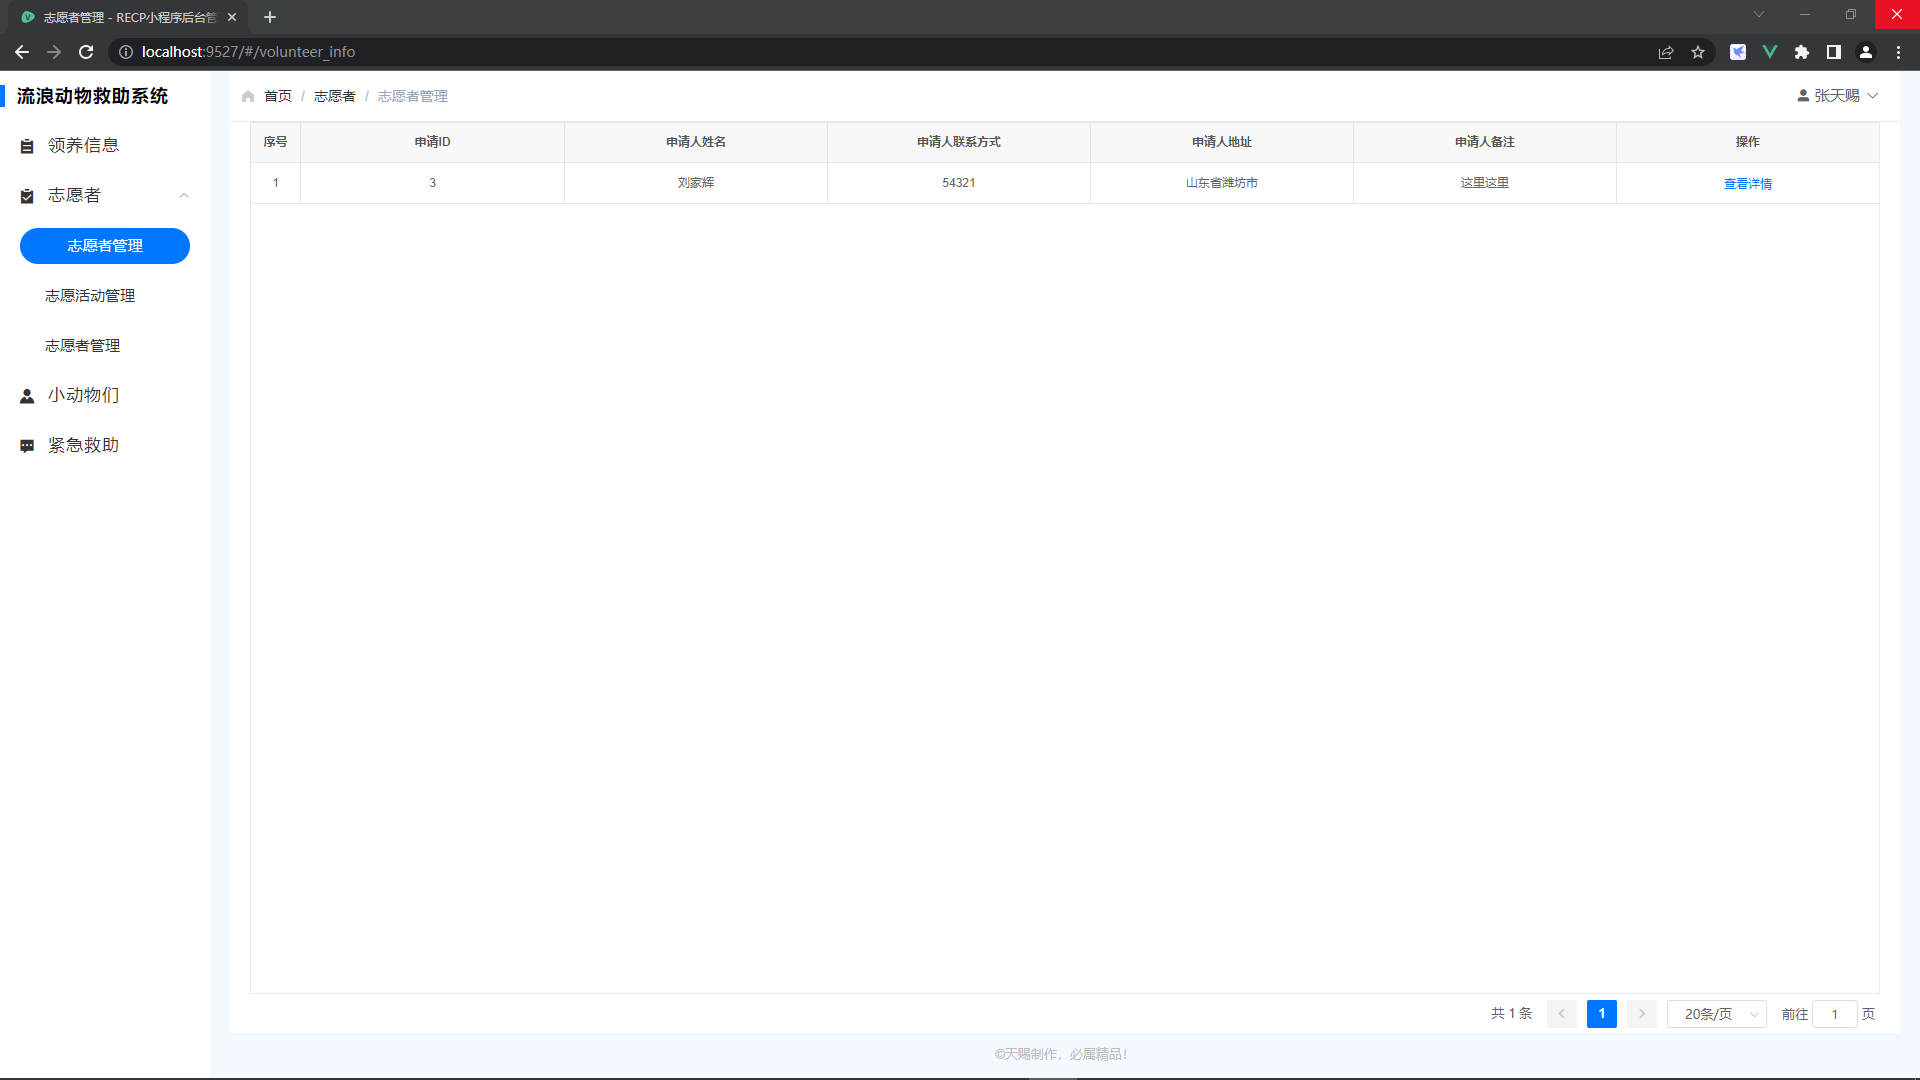 志愿者管理 - RECP小程序后台管
localhost:9527/#/volunteer_info
流浪动物救助系统
领养信息
志愿者
志愿者管理
志愿活动管理
志愿者管理
小动物们
紧急救助
首页 / 志愿者 / 志愿者管理
张天赐
序号 申请ID 申请人姓名 申请人联系方式 申请人地址 申请人备注 操作
1 3 刘家辉 54321 山东省潍坊市 这里这里 查看详情
共 1 条 1 20条/页 前往 1 页
©天赐制作，必属精品！